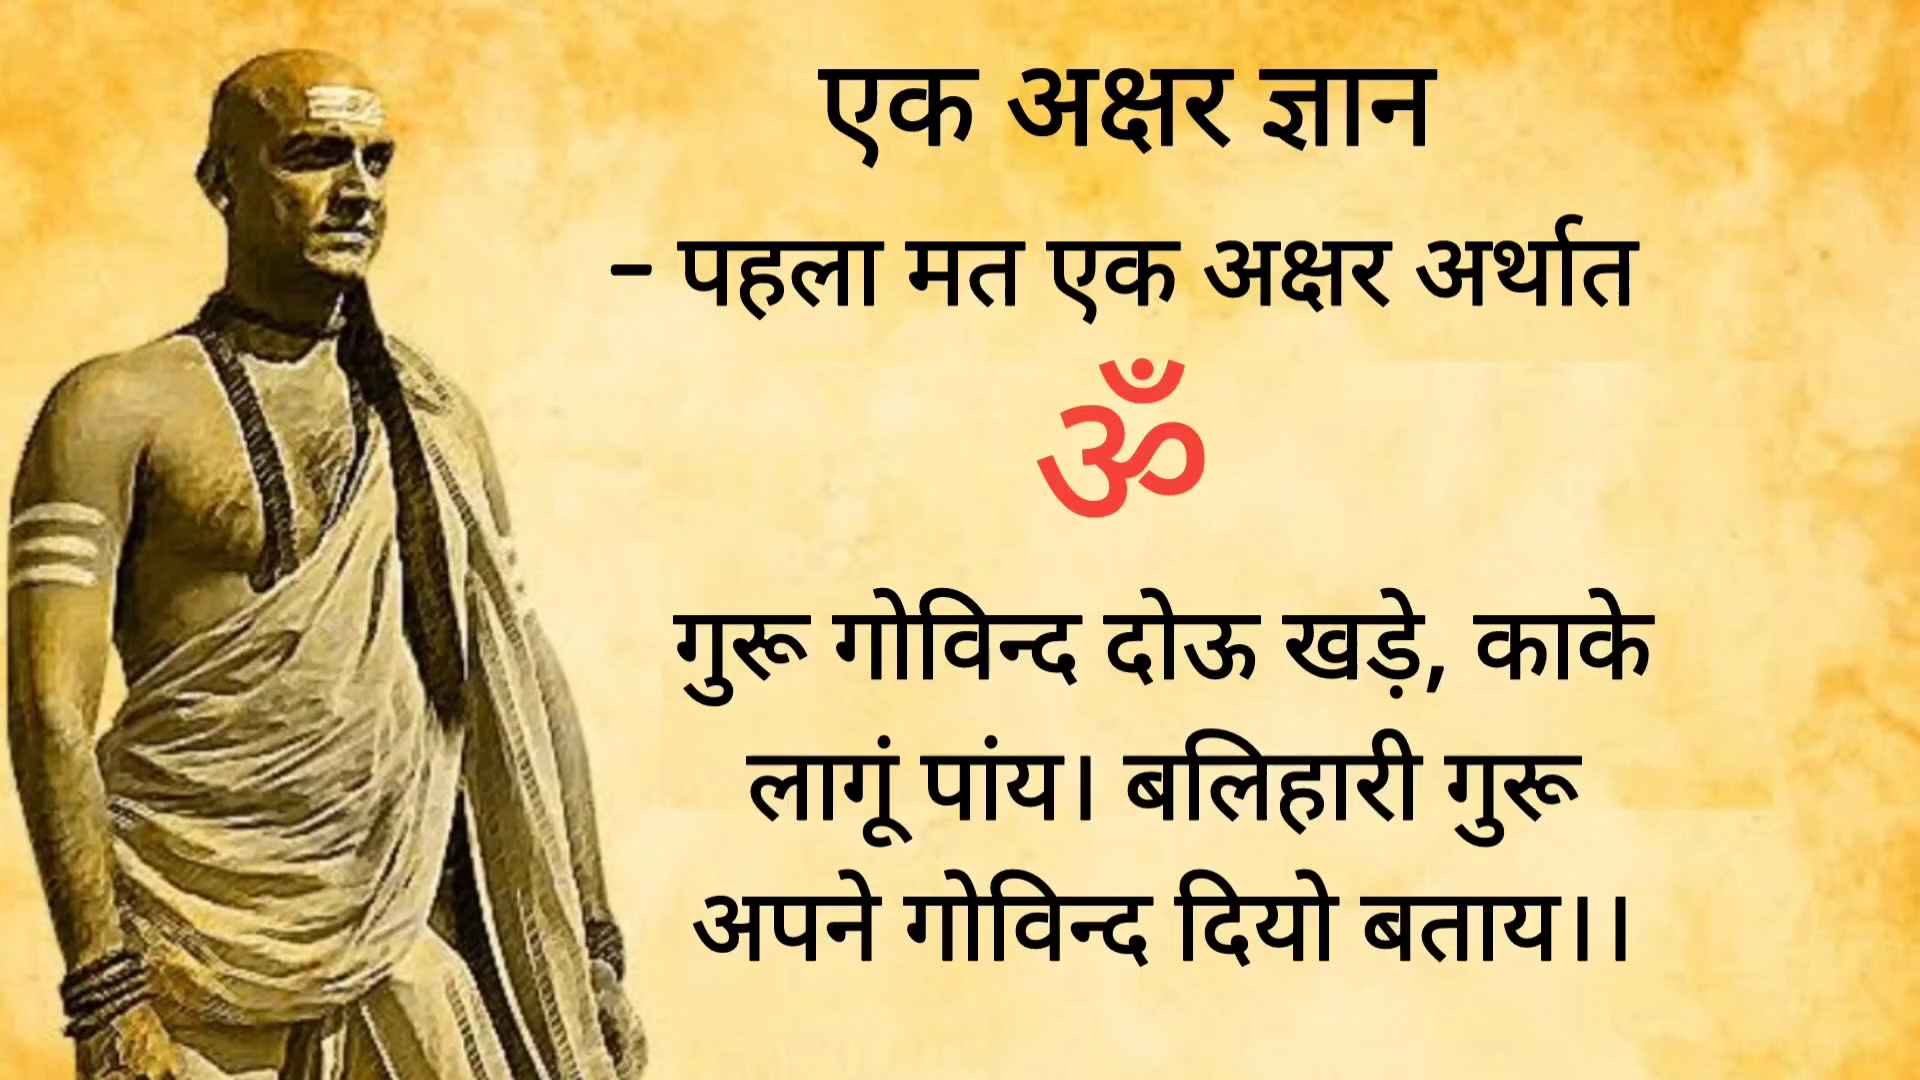 एक अक्षर ज्ञान
- पहला मत एक अक्षर अर्थात
ॐ
गुरू गोविन्द दोऊ खड़े, काके
लागूं पांय। बलिहारी गुरू
अपने गोविन्द दियो बताय।।